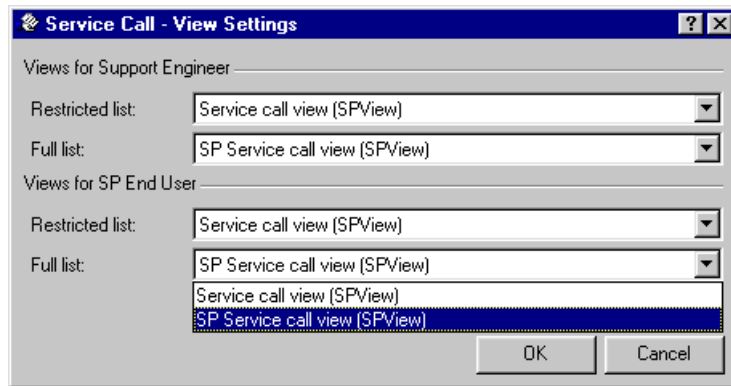 Service Call - View Settings
Views for Support Engineer
Restricted list: Service call view (SPView)
Full list: SP Service call view (SPView)
Views for SP End User
Restricted list: Service call view (SPView)
Full list: SP Service call view (SPView)
Service call view (SPView)
SP Service call view (SPView)
OK Cancel